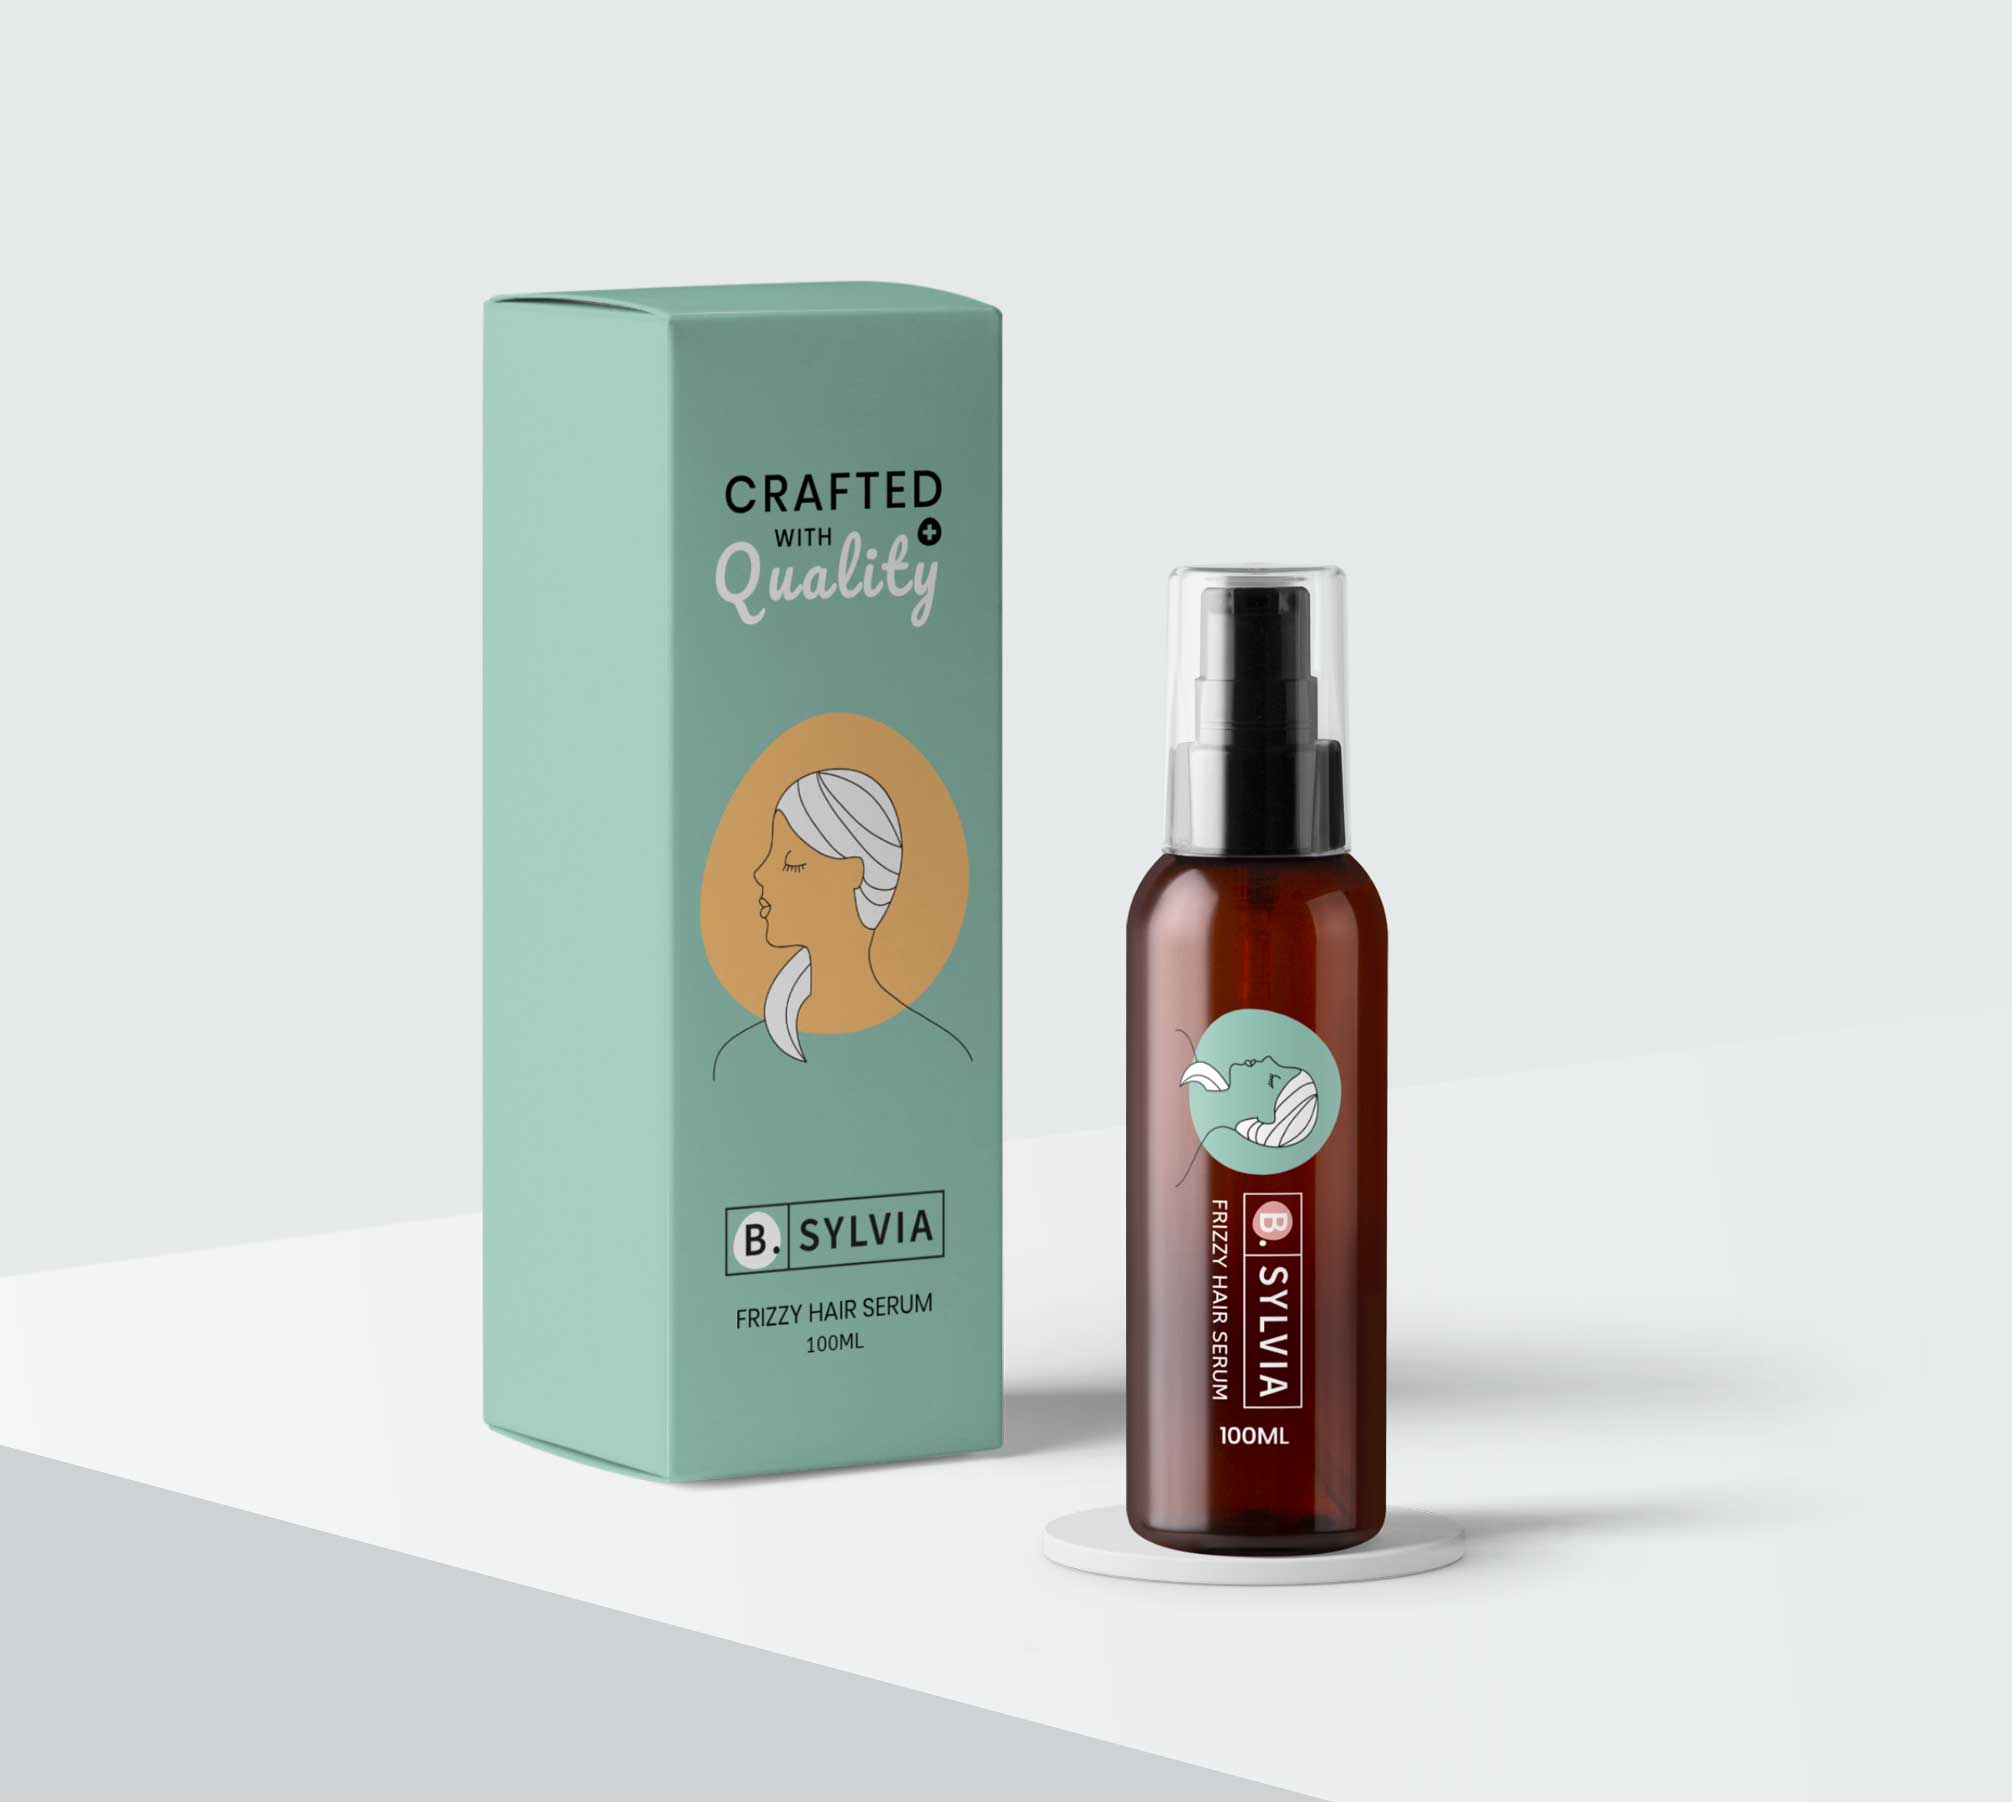 CRAFTED
WITH
Quality
B. SYLVIA
FRIZZY HAIR SERUM
100ML
B. SYLVIA
FRIZZY HAIR SERUM
100ML